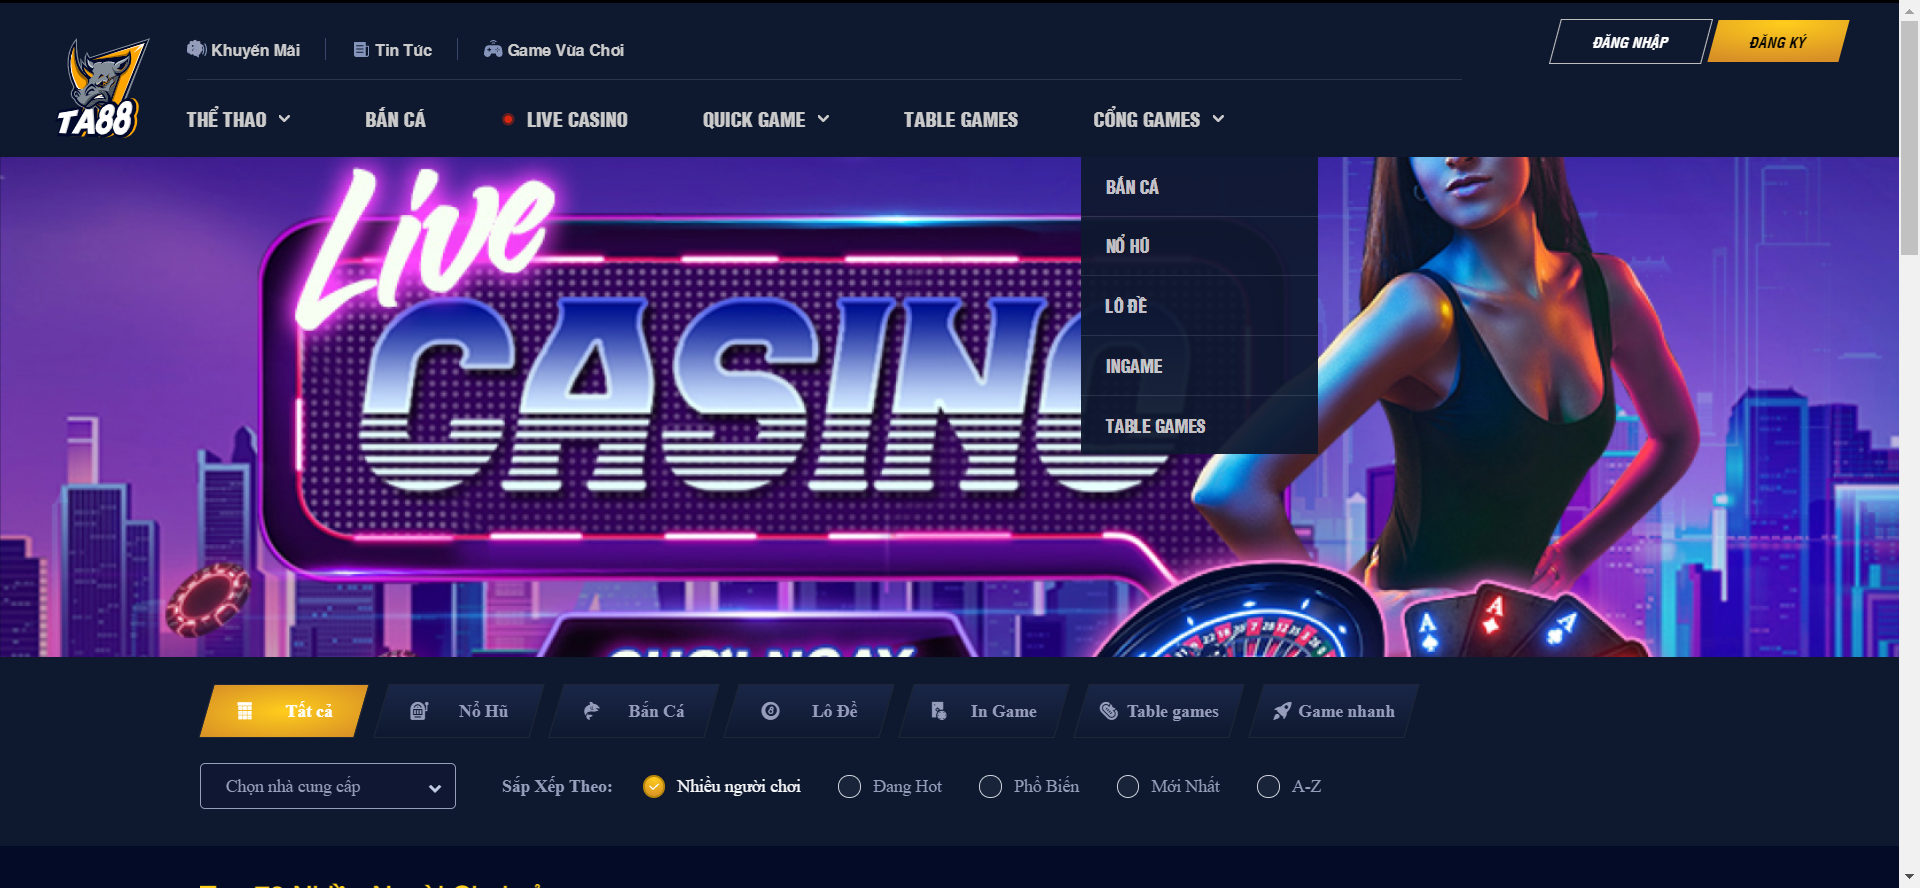 Khuyến Mãi
Tin Tức
Game Vừa Chơi
ĐĂNG NHẬP
ĐĂNG KÝ
TA88
THỂ THAO
BẮN CÁ
LIVE CASINO
QUICK GAME
TABLE GAMES
CỔNG GAMES
BẮN CÁ
NỔ HŨ
LÔ ĐỀ
INGAME
TABLE GAMES
Live
CASINO
Tất cả
Nổ Hũ
Bắn Cá
Lô Đề
In Game
Table games
Game nhanh
Chọn nhà cung cấp
Sắp Xếp Theo:
Nhiều người chơi
Đang Hot
Phổ Biến
Mới Nhất
A-Z